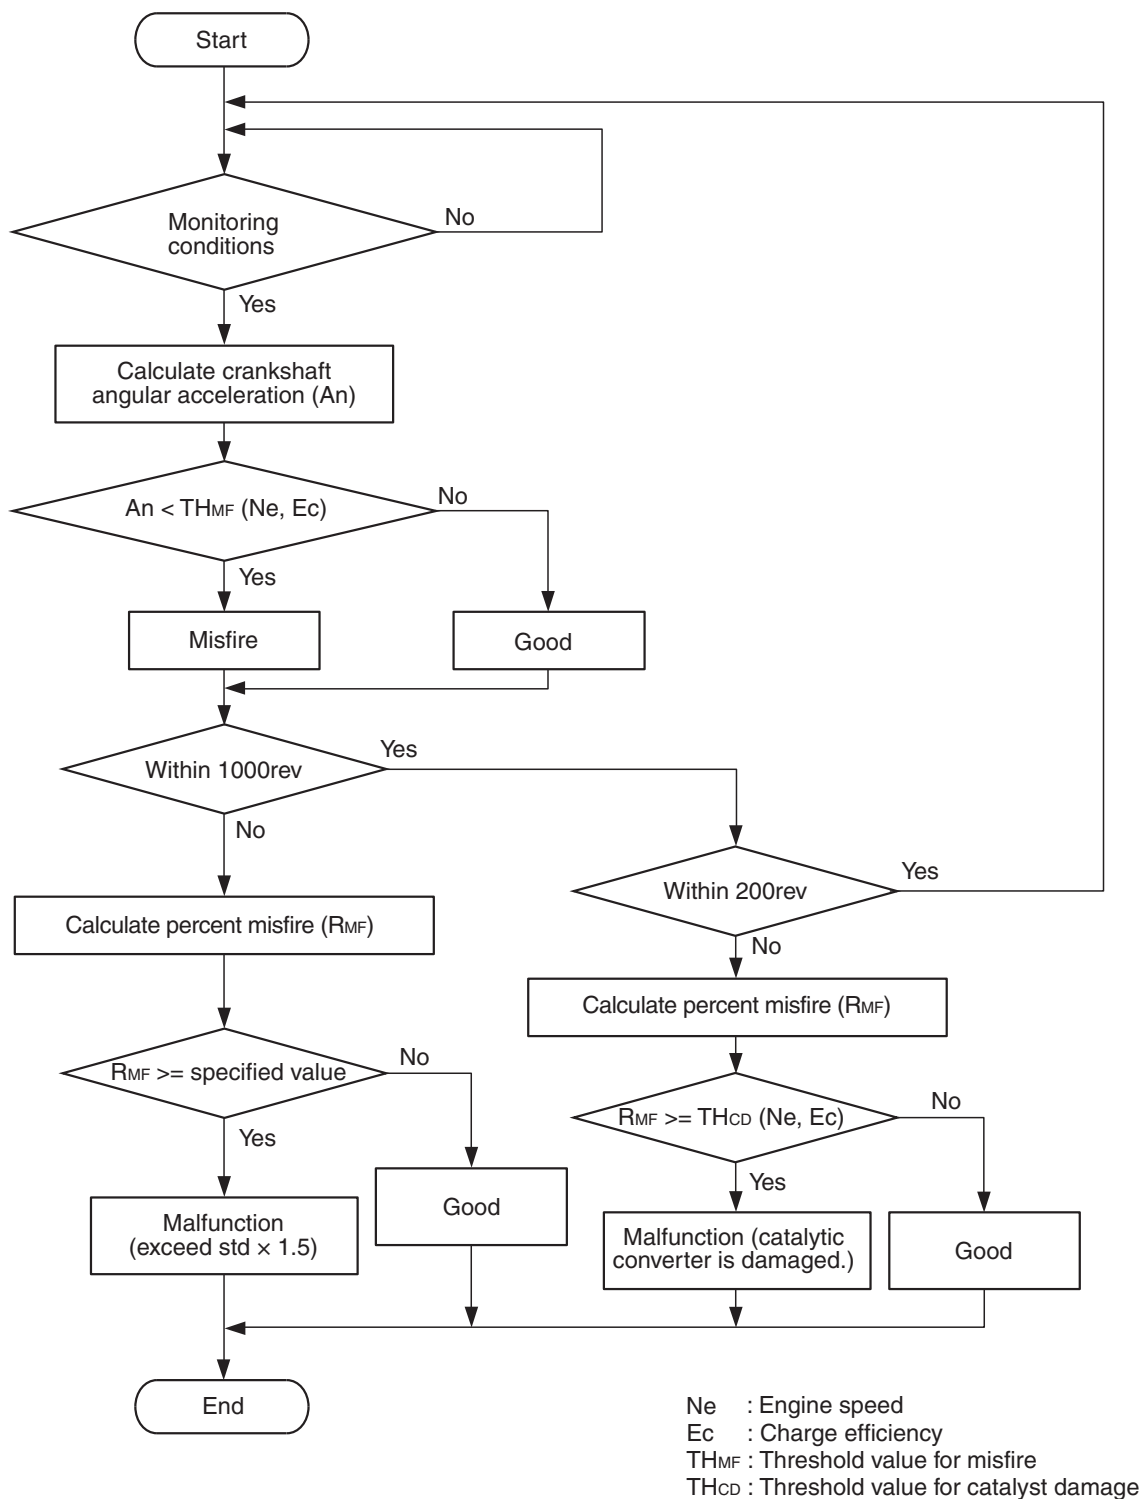 Start
Monitoring
conditions
No
Yes
Calculate crankshaft
angular acceleration (An)
An < THMF (Ne, Ec)
No
Yes
Misfire
Good
Within 1000rev
Yes
No
Within 200rev
Yes
No
Calculate percent misfire (RMF)
Calculate percent misfire (RMF)
RMF >= specified value
No
Yes
RMF >= THCD (Ne, Ec)
No
Yes
Malfunction
(exceed std × 1.5)
Good
Malfunction (catalytic
converter is damaged.)
Good
End
Ne : Engine speed
Ec : Charge efficiency
THMF : Threshold value for misfire
THCD : Threshold value for catalyst damage